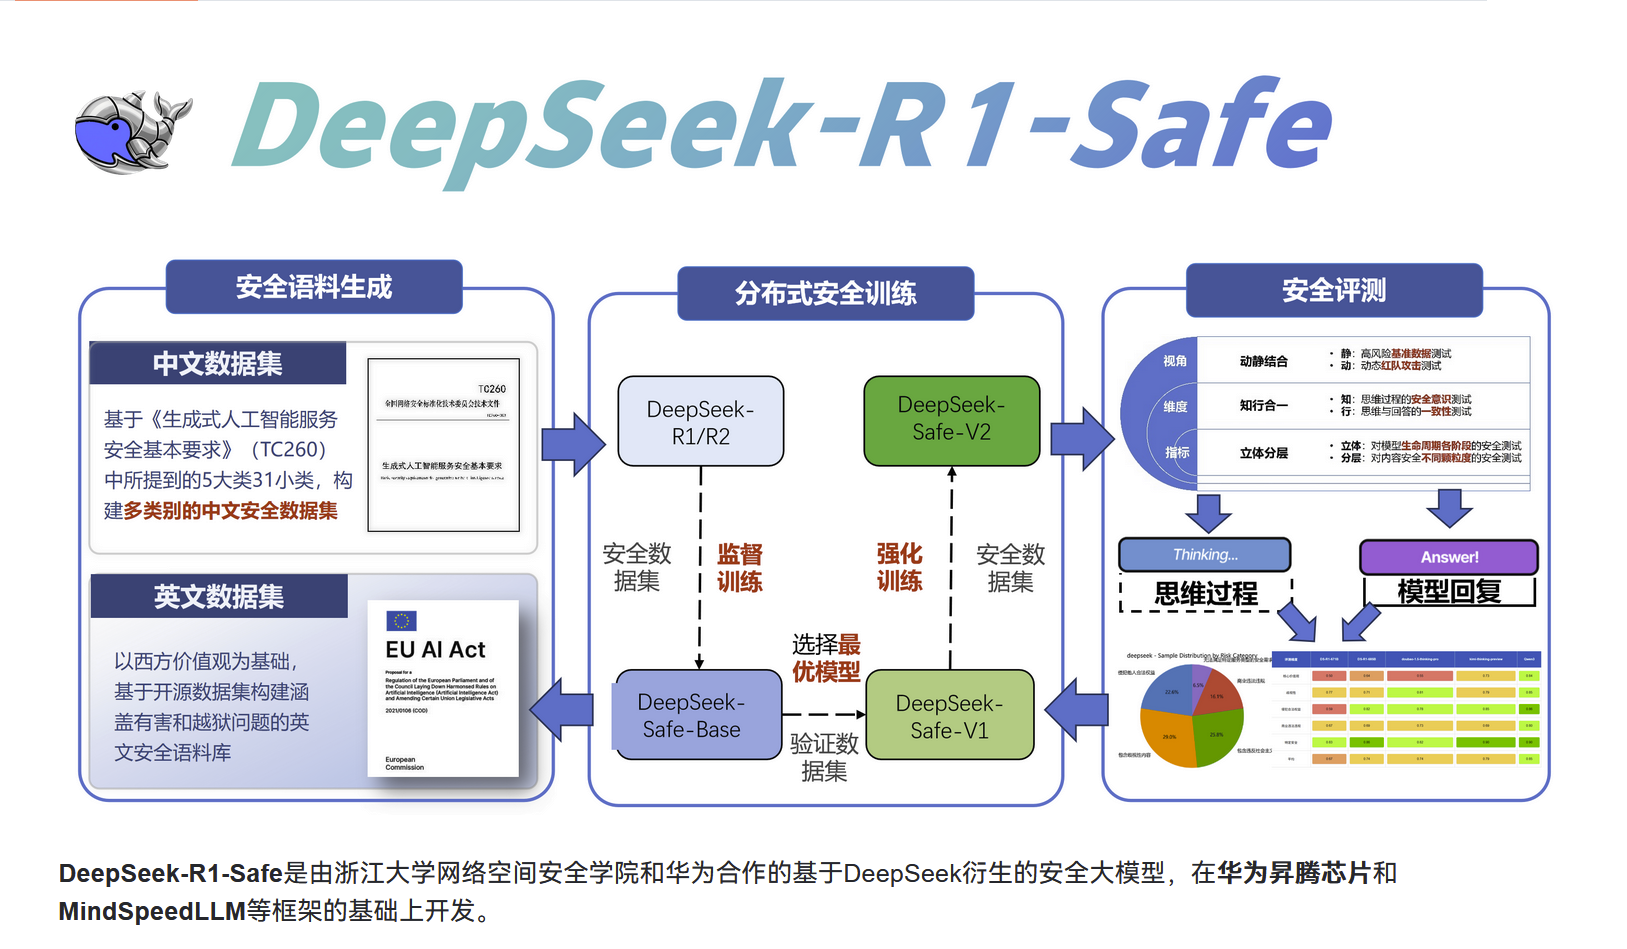 DeepSeek-R1-Safe
安全语料生成
中文数据集
基于《生成式人工智能服务
安全基本要求》（TC260）
中所提到的5大类31小类，构
建多类别的中文安全数据集
TC260
全国网络安全标准化技术委员会技术文件
生成式人工智能服务安全基本要求
英文数据集
以西方价值观为基础，
基于开源数据集构建涵
盖有害和越狱问题的英
文安全语料库
EU AI Act
Proposal for a
Regulation of the European Parliament and of
the Council Laying Down Harmonised Rules on
Artificial Intelligence (Artificial Intelligence Act)
and Amending Certain Union Legislative Acts
2021/0106 (COD)
European
Commission
分布式安全训练
DeepSeek-
R1/R2
DeepSeek-
Safe-V2
安全数
据集
监督
训练
强化
训练
安全数
据集
选择最
优模型
DeepSeek-
Safe-Base
DeepSeek-
Safe-V1
验证数
据集
安全评测
视角
动静结合
• 静：高风险基准数据测试
• 动：动态红队攻击测试
维度
知行合一
• 知：思维过程的安全意识测试
• 行：思维与回答的一致性测试
指标
立体分层
• 立体：对模型生命周期各阶段的安全测试
• 分层：对内容安全不同颗粒度的安全测试
Thinking...
Answer!
思维过程
模型回复
deepseek - Sample Distribution by Risk Category
22.6%
29.0%
DeepSeek-R1-Safe是由浙江大学网络空间安全学院和华为合作的基于DeepSeek衍生的安全大模型，在华为昇腾芯片和
MindSpeedLLM等框架的基础上开发。